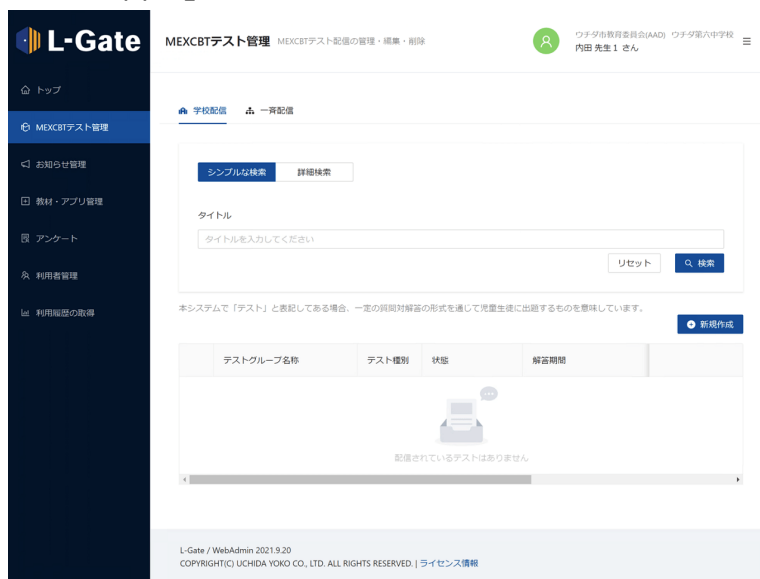 L-Gate
MEXCBTテスト管理 MEXCBTテスト配信の管理・編集・削除
ウチダ市教育委員会(AAD) ウチダ第六中学校
内田 先生1 さん
トップ
MEXCBTテスト管理
お知らせ管理
教材・アプリ管理
アンケート
利用者管理
利用履歴の取得
学校配信 一斉配信
シンプルな検索 詳細検索
タイトル
タイトルを入力してください
リセット 検索
本システムで「テスト」と表記してある場合、一定の質問対解答の形式を通じて児童生徒に出題するものを意味しています。
新規作成
テストグループ名称 テスト種別 状態 解答期間
配信されているテストはありません
L-Gate / WebAdmin 2021.9.20
COPYRIGHT(C) UCHIDA YOKO CO., LTD. ALL RIGHTS RESERVED. | ライセンス情報